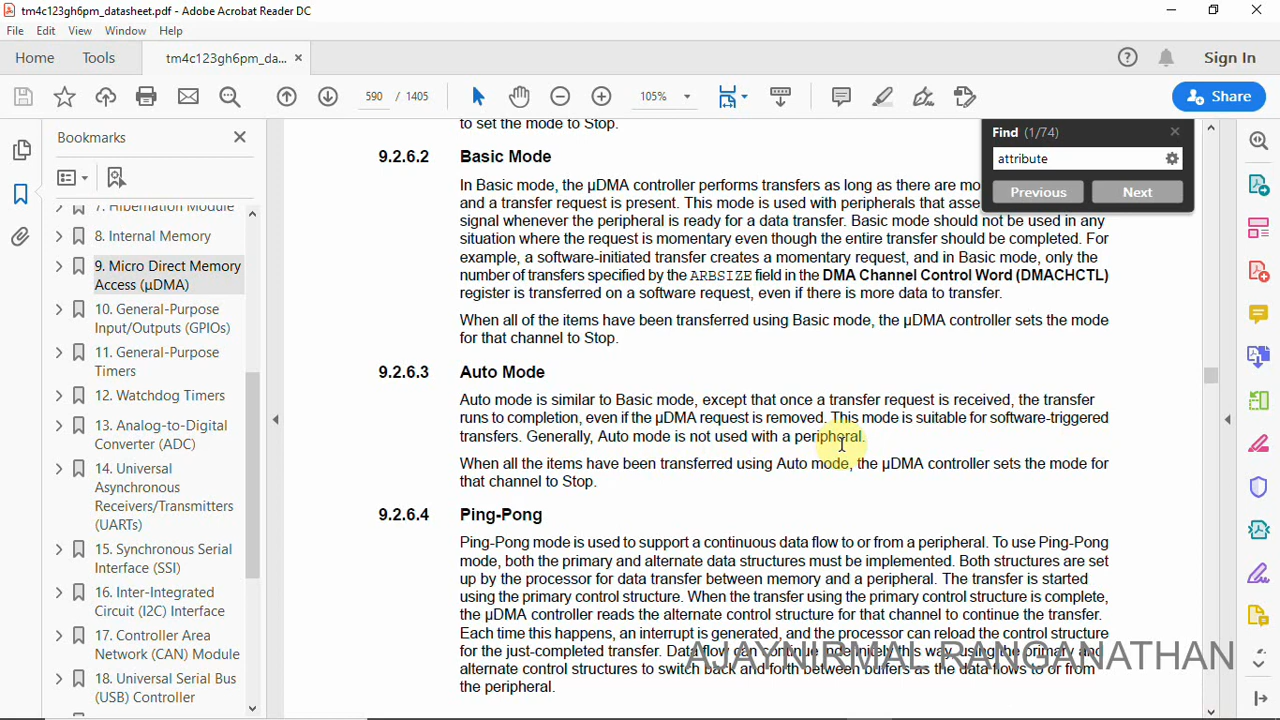 tm4c123gh6pm_datasheet.pdf - Adobe Acrobat Reader DC
File Edit View Window Help
Home Tools tm4c123gh6pm_da... × Sign In
590 / 1405 105% Share
Bookmarks
7. Hibernation Module
8. Internal Memory
9. Micro Direct Memory
Access (µDMA)
10. General-Purpose
Input/Outputs (GPIOs)
11. General-Purpose
Timers
12. Watchdog Timers
13. Analog-to-Digital
Converter (ADC)
14. Universal
Asynchronous
Receivers/Transmitters
(UARTs)
15. Synchronous Serial
Interface (SSI)
16. Inter-Integrated
Circuit (I2C) Interface
17. Controller Area
Network (CAN) Module
18. Universal Serial Bus
(USB) Controller
Find (1/74)
attribute
Previous Next
to set the mode to Stop.
9.2.6.2 Basic Mode
In Basic mode, the µDMA controller performs transfers as long as there are mo
and a transfer request is present. This mode is used with peripherals that asse
signal whenever the peripheral is ready for a data transfer. Basic mode should not be used in any
situation where the request is momentary even though the entire transfer should be completed. For
example, a software-initiated transfer creates a momentary request, and in Basic mode, only the
number of transfers specified by the ARBSIZE field in the DMA Channel Control Word (DMACHCTL)
register is transferred on a software request, even if there is more data to transfer.
When all of the items have been transferred using Basic mode, the µDMA controller sets the mode
for that channel to Stop.
9.2.6.3 Auto Mode
Auto mode is similar to Basic mode, except that once a transfer request is received, the transfer
runs to completion, even if the µDMA request is removed. This mode is suitable for software-triggered
transfers. Generally, Auto mode is not used with a peripheral.
When all the items have been transferred using Auto mode, the µDMA controller sets the mode for
that channel to Stop.
9.2.6.4 Ping-Pong
Ping-Pong mode is used to support a continuous data flow to or from a peripheral. To use Ping-Pong
mode, both the primary and alternate data structures must be implemented. Both structures are set
up by the processor for data transfer between memory and a peripheral. The transfer is started
using the primary control structure. When the transfer using the primary control structure is complete,
the µDMA controller reads the alternate control structure for that channel to continue the transfer.
Each time this happens, an interrupt is generated, and the processor can reload the control structure
for the just-completed transfer. Data flow can continue indefinitely this way, using the primary and
alternate control structures to switch back and forth between buffers as the data flows to or from
the peripheral.
AJAYNIRMAL RANGANATHAN